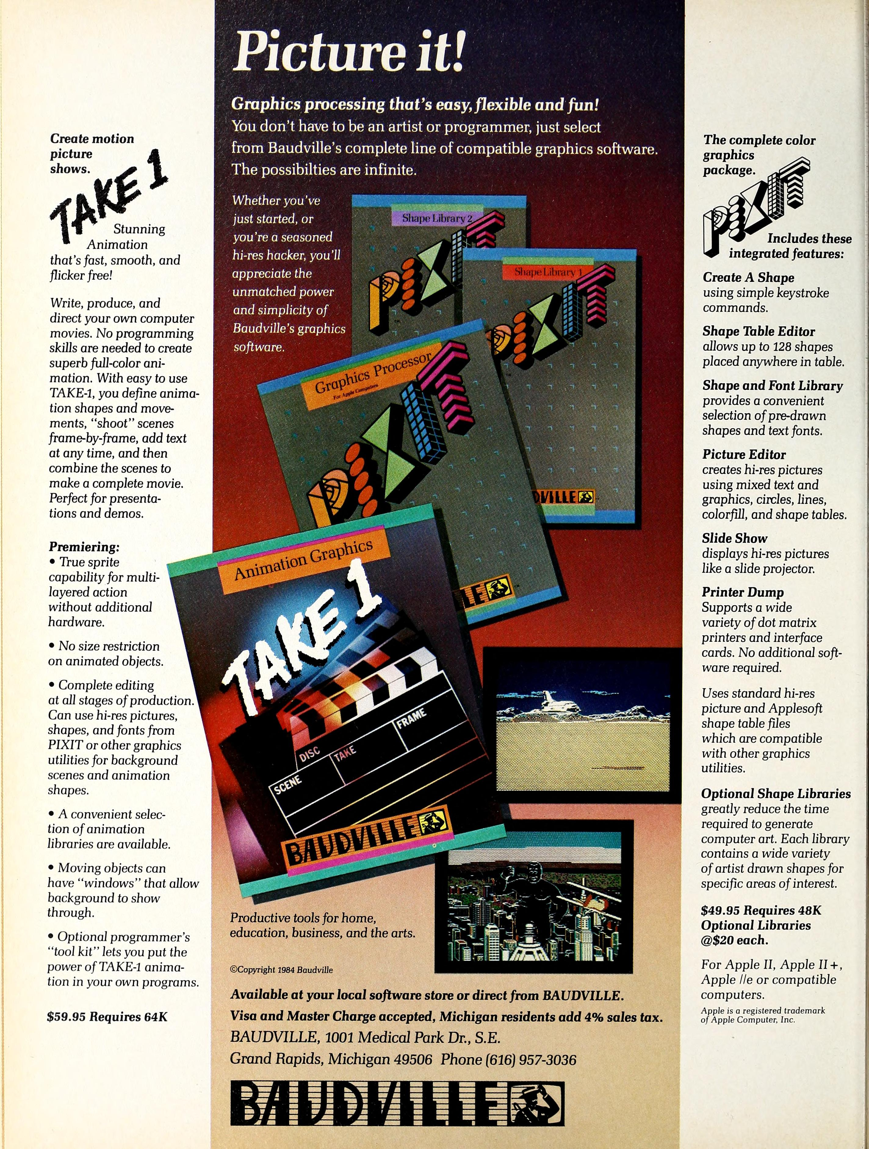 Picture it!
Graphics processing that's easy, flexible and fun!
You don't have to be an artist or programmer, just select
from Baudville's complete line of compatible graphics software.
The possibilties are infinite.
Whether you've
just started, or
you're a seasoned
hi-res hacker, you'll
appreciate the
unmatched power
and simplicity of
Baudville's graphics
software.
Create motion
picture
shows.
TAKE 1
Stunning
Animation
that's fast, smooth, and
flicker free!
Write, produce, and
direct your own computer
movies. No programming
skills are needed to create
superb full-color ani-
mation. With easy to use
TAKE-1, you define anima-
tion shapes and move-
ments, "shoot" scenes
frame-by-frame, add text
at any time, and then
combine the scenes to
make a complete movie.
Perfect for presenta-
tions and demos.
Premiering:
• True sprite
capability for multi-
layered action
without additional
hardware.
• No size restriction
on animated objects.
• Complete editing
at all stages of production.
Can use hi-res pictures,
shapes, and fonts from
PIXIT or other graphics
utilities for background
scenes and animation
shapes.
• A convenient selec-
tion of animation
libraries are available.
• Moving objects can
have "windows" that allow
background to show
through.
• Optional programmer's
"tool kit" lets you put the
power of TAKE-1 anima-
tion in your own programs.
$59.95 Requires 64K
Shape Library 2
PIXIT
Shape Library 1
PIXIT
BAUDVILLE
Graphics Processor
For Apple Computers
PIXIT
Animation Graphics
TAKE 1
DISC
SCENE
TAKE
FRAME
BAUDVILLE
Productive tools for home,
education, business, and the arts.
©Copyright 1984 Baudville
Available at your local software store or direct from BAUDVILLE.
Visa and Master Charge accepted, Michigan residents add 4% sales tax.
BAUDVILLE, 1001 Medical Park Dr., S.E.
Grand Rapids, Michigan 49506 Phone (616) 957-3036
BAUDVILLE
The complete color
graphics
package.
PIXIT
Includes these
integrated features:
Create A Shape
using simple keystroke
commands.
Shape Table Editor
allows up to 128 shapes
placed anywhere in table.
Shape and Font Library
provides a convenient
selection of pre-drawn
shapes and text fonts.
Picture Editor
creates hi-res pictures
using mixed text and
graphics, circles, lines,
colorfill, and shape tables.
Slide Show
displays hi-res pictures
like a slide projector.
Printer Dump
Supports a wide
variety of dot matrix
printers and interface
cards. No additional soft-
ware required.
Uses standard hi-res
picture and Applesoft
shape table files
which are compatible
with other graphics
utilities.
Optional Shape Libraries
greatly reduce the time
required to generate
computer art. Each library
contains a wide variety
of artist drawn shapes for
specific areas of interest.
$49.95 Requires 48K
Optional Libraries
@$20 each.
For Apple II, Apple II+,
Apple //e or compatible
computers.
Apple is a registered trademark
of Apple Computer, Inc.